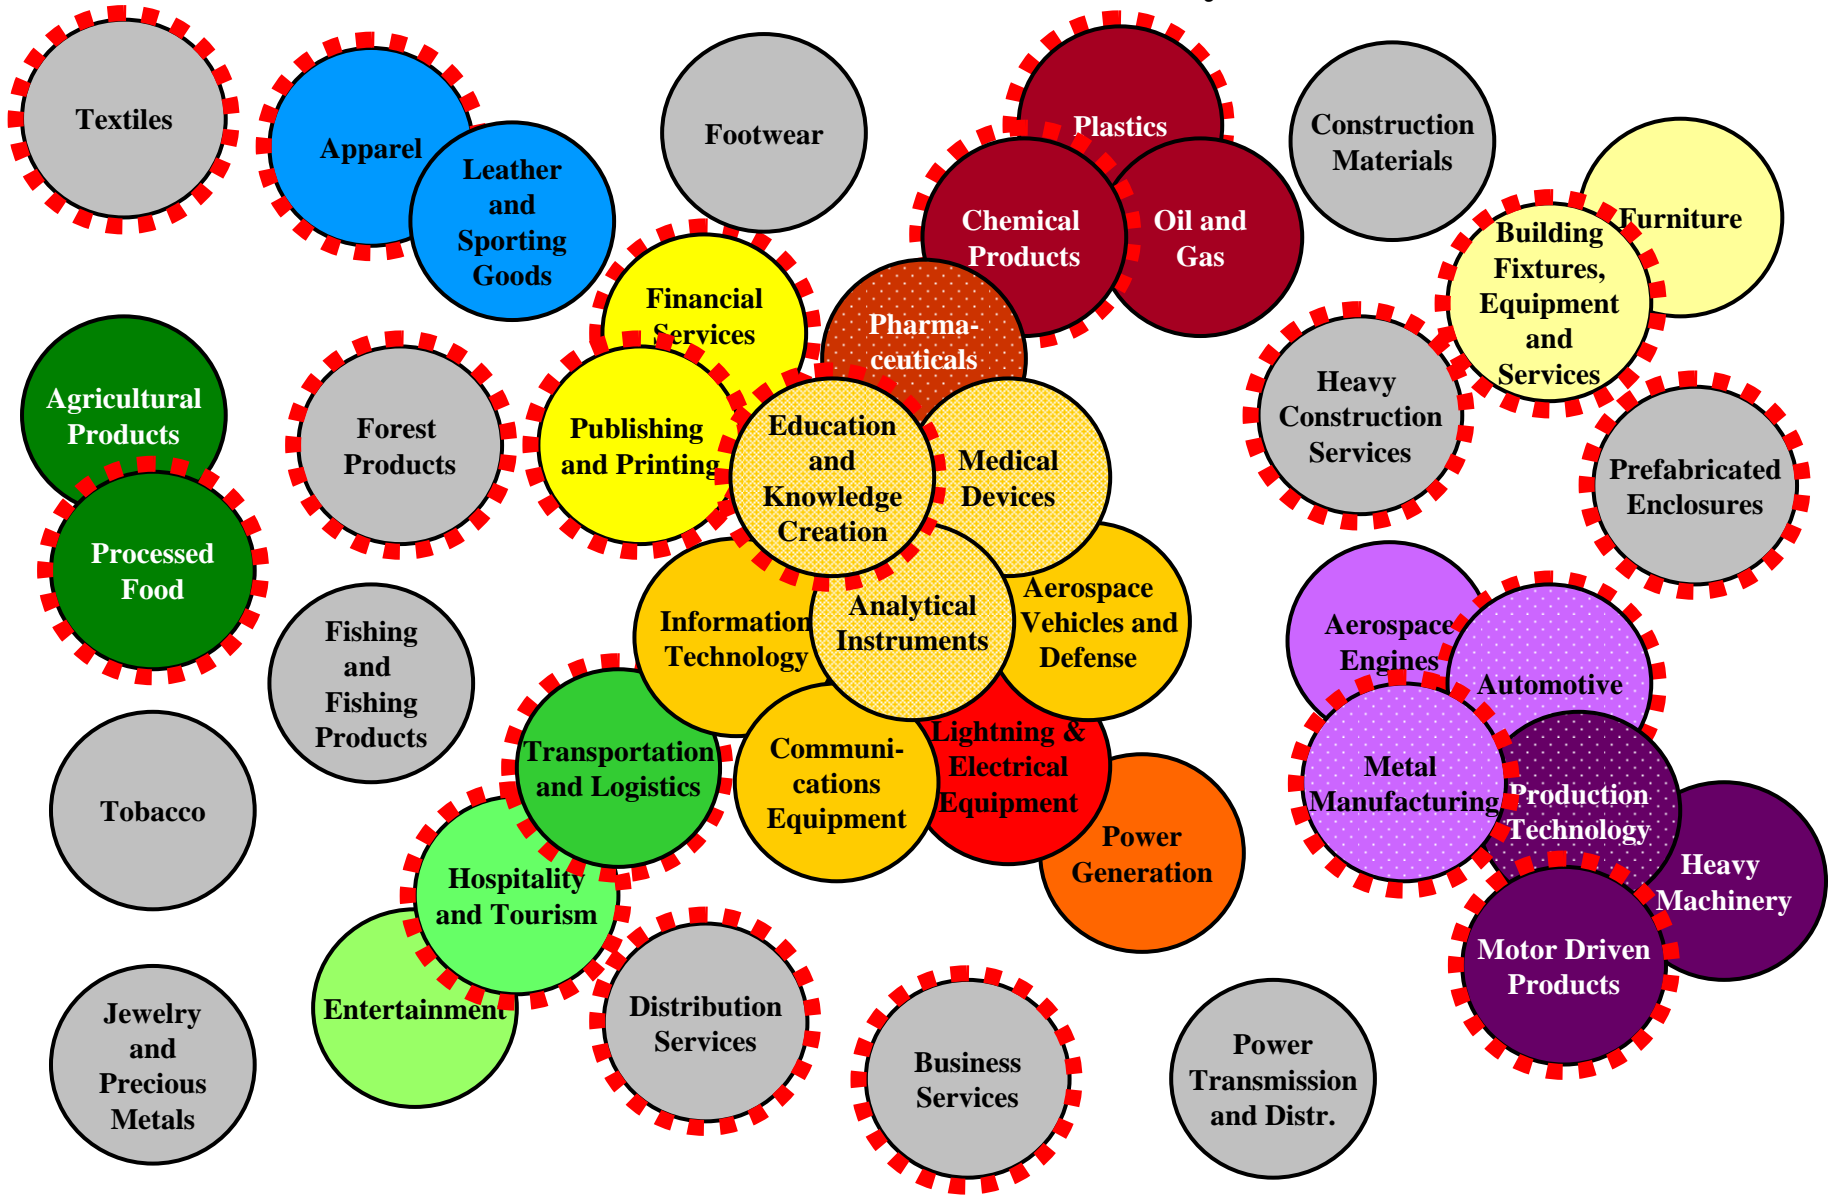 Textiles
Apparel
Leather
and
Sporting
Goods
Footwear
Plastics
Chemical
Products
Oil and
Gas
Construction
Materials
Furniture
Building
Fixtures,
Equipment
and
Services
Financial
Services
Pharma-
ceuticals
Agricultural
Products
Forest
Products
Publishing
and Printing
Education
and
Knowledge
Creation
Medical
Devices
Heavy
Construction
Services
Prefabricated
Enclosures
Processed
Food
Fishing
and
Fishing
Products
Information
Technology
Analytical
Instruments
Aerospace
Vehicles and
Defense
Aerospace
Engines
Automotive
Tobacco
Transportation
and Logistics
Communi-
cations
Equipment
Lightning &
Electrical
Equipment
Power
Generation
Metal
Manufacturing
Production
Technology
Heavy
Machinery
Hospitality
and Tourism
Entertainment
Distribution
Services
Business
Services
Motor Driven
Products
Jewelry
and
Precious
Metals
Power
Transmission
and Distr.